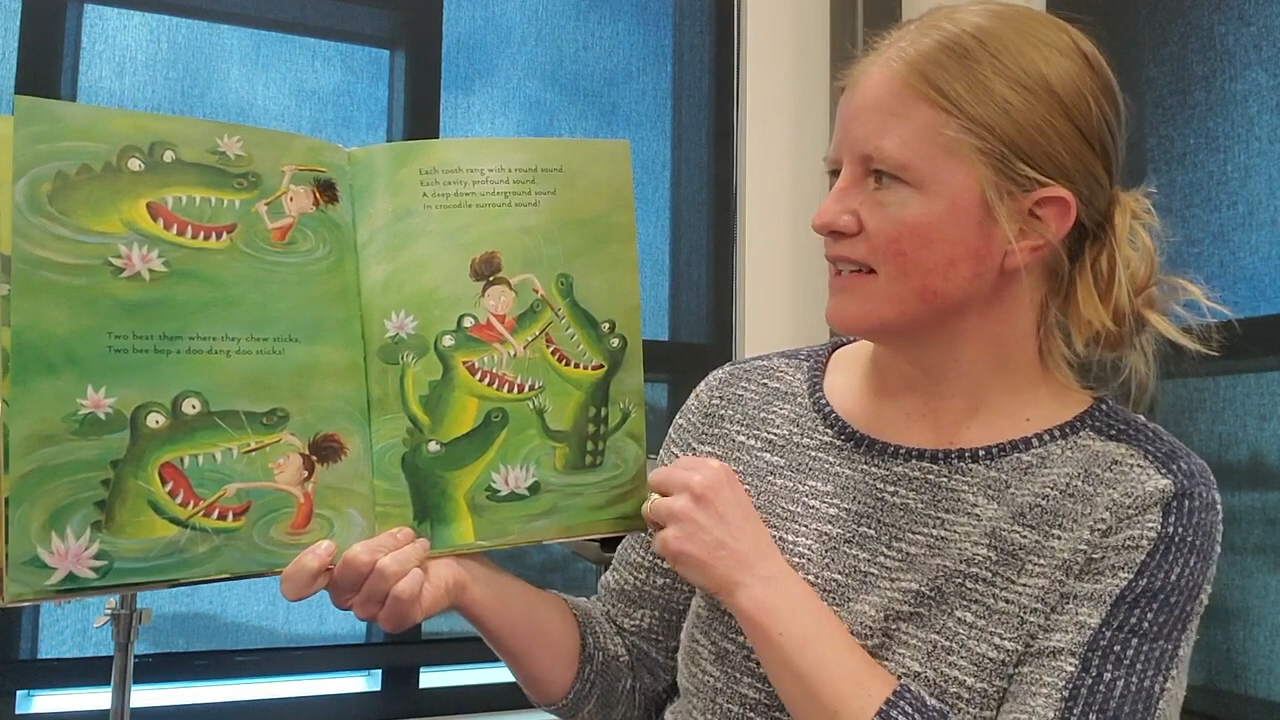 Two beat them where they chew sticks,
Two bee-bop-a-doo-dang-doo sticks!
Each tooth rang with a round sound.
Each cavity, profound sound.
A deep-down underground sound
In crocodile-surround sound!